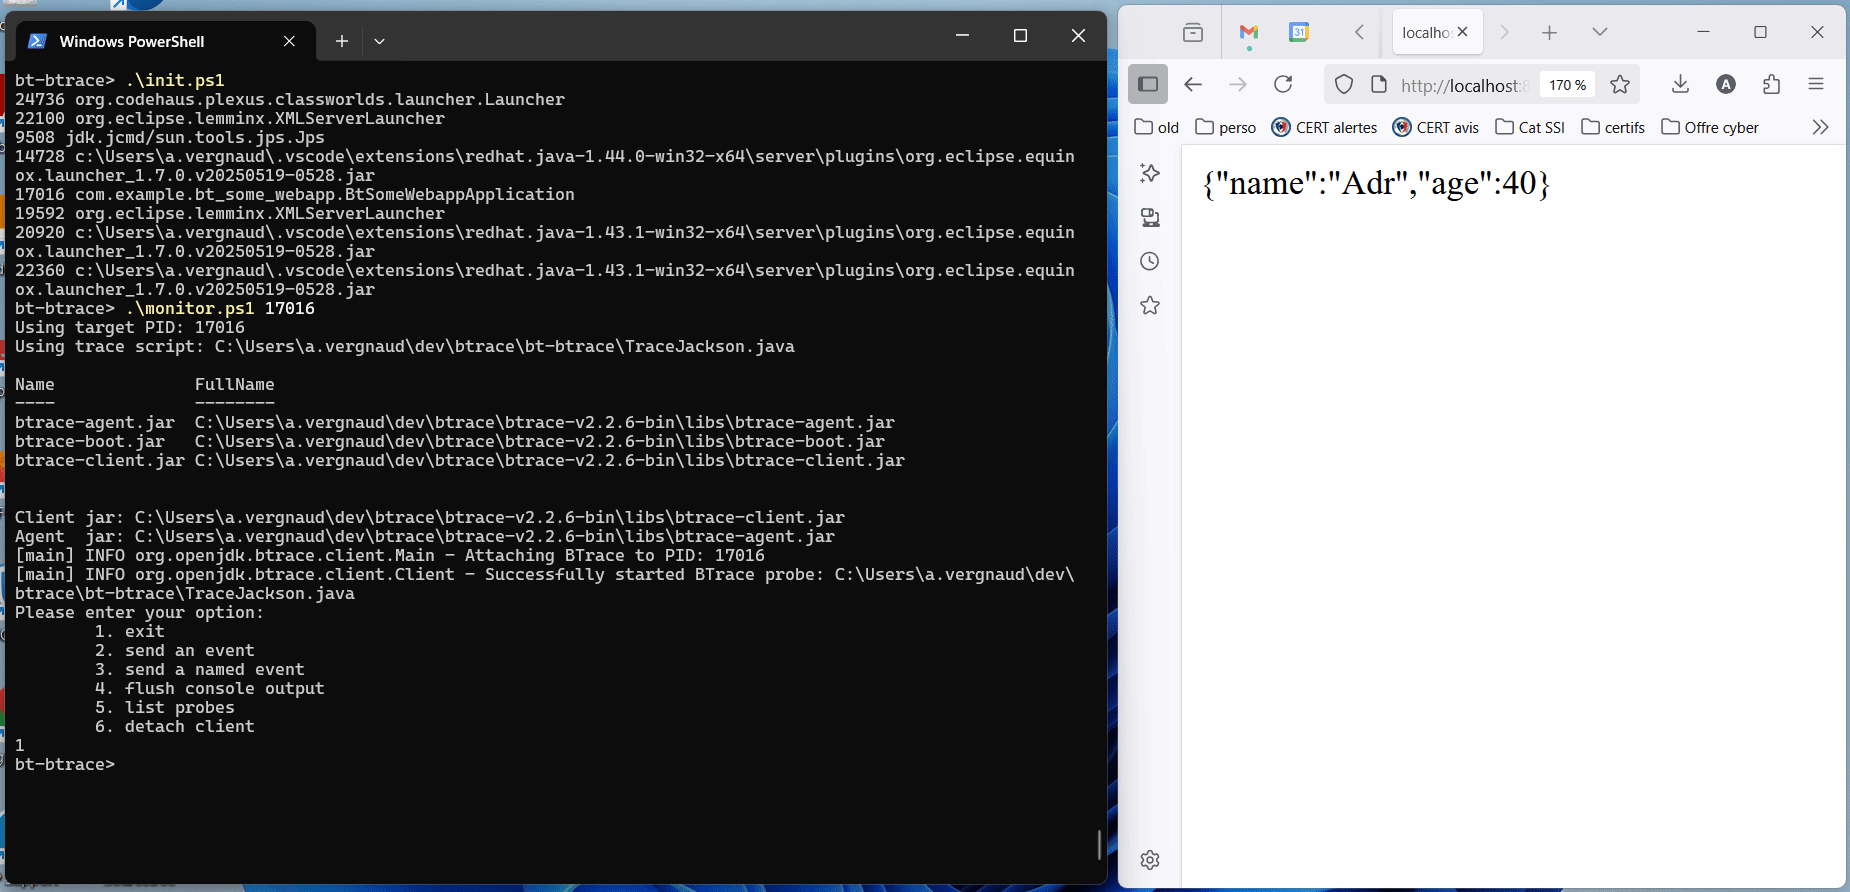 Windows PowerShell
bt-btrace> .\init.ps1
24736 org.codehaus.plexus.classworlds.launcher.Launcher
22100 org.eclipse.lemminx.XMLServerLauncher
9508 jdk.jcmd/sun.tools.jps.Jps
14728 c:\Users\a.vergnaud\.vscode\extensions\redhat.java-1.44.0-win32-x64\server\plugins\org.eclipse.equin
ox.launcher_1.7.0.v20250519-0528.jar
17016 com.example.bt_some_webapp.BtSomeWebappApplication
19592 org.eclipse.lemminx.XMLServerLauncher
20920 c:\Users\a.vergnaud\.vscode\extensions\redhat.java-1.43.1-win32-x64\server\plugins\org.eclipse.equin
ox.launcher_1.7.0.v20250519-0528.jar
22360 c:\Users\a.vergnaud\.vscode\extensions\redhat.java-1.43.1-win32-x64\server\plugins\org.eclipse.equin
ox.launcher_1.7.0.v20250519-0528.jar
bt-btrace> .\monitor.ps1 17016
Using target PID: 17016
Using trace script: C:\Users\a.vergnaud\dev\btrace\bt-btrace\TraceJackson.java
Name FullName
---- --------
btrace-agent.jar C:\Users\a.vergnaud\dev\btrace\btrace-v2.2.6-bin\libs\btrace-agent.jar
btrace-boot.jar C:\Users\a.vergnaud\dev\btrace\btrace-v2.2.6-bin\libs\btrace-boot.jar
btrace-client.jar C:\Users\a.vergnaud\dev\btrace\btrace-v2.2.6-bin\libs\btrace-client.jar
Client jar: C:\Users\a.vergnaud\dev\btrace\btrace-v2.2.6-bin\libs\btrace-client.jar
Agent  jar: C:\Users\a.vergnaud\dev\btrace\btrace-v2.2.6-bin\libs\btrace-agent.jar
[main] INFO org.openjdk.btrace.client.Main - Attaching BTrace to PID: 17016
[main] INFO org.openjdk.btrace.client.Client - Successfully started BTrace probe: C:\Users\a.vergnaud\dev\
btrace\bt-btrace\TraceJackson.java
Please enter your option:
1. exit
2. send an event
3. send a named event
4. flush console output
5. list probes
6. detach client
1
bt-btrace>
31
localho
http://localhost:8
170 %
A
old perso CERT alertes CERT avis Cat SSI certifs Offre cyber
{"name":"Adr","age":40}